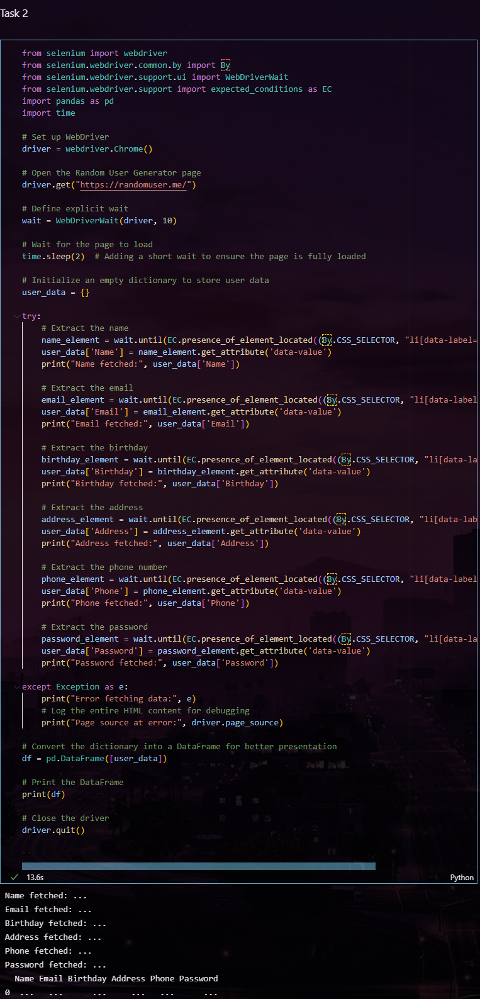 Task 2
from selenium import webdriver
from selenium.webdriver.common.by import By
from selenium.webdriver.support.ui import WebDriverWait
from selenium.webdriver.support import expected_conditions as EC
import pandas as pd
import time
# Set up WebDriver
driver = webdriver.Chrome()
# Open the Random User Generator page
driver.get("https://randomuser.me/")
# Define explicit wait
wait = WebDriverWait(driver, 10)
# Wait for the page to load
time.sleep(2)  # Adding a short wait to ensure the page is fully loaded
# Initialize an empty dictionary to store user data
user_data = {}
try:
    # Extract the name
    name_element = wait.until(EC.presence_of_element_located((By.CSS_SELECTOR, "li[data-label=
    user_data['Name'] = name_element.get_attribute('data-value')
    print("Name fetched:", user_data['Name'])
    # Extract the email
    email_element = wait.until(EC.presence_of_element_located((By.CSS_SELECTOR, "li[data-label
    user_data['Email'] = email_element.get_attribute('data-value')
    print("Email fetched:", user_data['Email'])
    # Extract the birthday
    birthday_element = wait.until(EC.presence_of_element_located((By.CSS_SELECTOR, "li[data-la
    user_data['Birthday'] = birthday_element.get_attribute('data-value')
    print("Birthday fetched:", user_data['Birthday'])
    # Extract the address
    address_element = wait.until(EC.presence_of_element_located((By.CSS_SELECTOR, "li[data-lab
    user_data['Address'] = address_element.get_attribute('data-value')
    print("Address fetched:", user_data['Address'])
    # Extract the phone number
    phone_element = wait.until(EC.presence_of_element_located((By.CSS_SELECTOR, "li[data-label
    user_data['Phone'] = phone_element.get_attribute('data-value')
    print("Phone fetched:", user_data['Phone'])
    # Extract the password
    password_element = wait.until(EC.presence_of_element_located((By.CSS_SELECTOR, "li[data-la
    user_data['Password'] = password_element.get_attribute('data-value')
    print("Password fetched:", user_data['Password'])
except Exception as e:
    print("Error fetching data:", e)
    # Log the entire HTML content for debugging
    print("Page source at error:", driver.page_source)
# Convert the dictionary into a DataFrame for better presentation
df = pd.DataFrame([user_data])
# Print the DataFrame
print(df)
# Close the driver
driver.quit()
13.6s Python
Name fetched: ...
Email fetched: ...
Birthday fetched: ...
Address fetched: ...
Phone fetched: ...
Password fetched: ...
  Name Email Birthday Address Phone Password
0  ...   ...      ...     ...   ...      ...